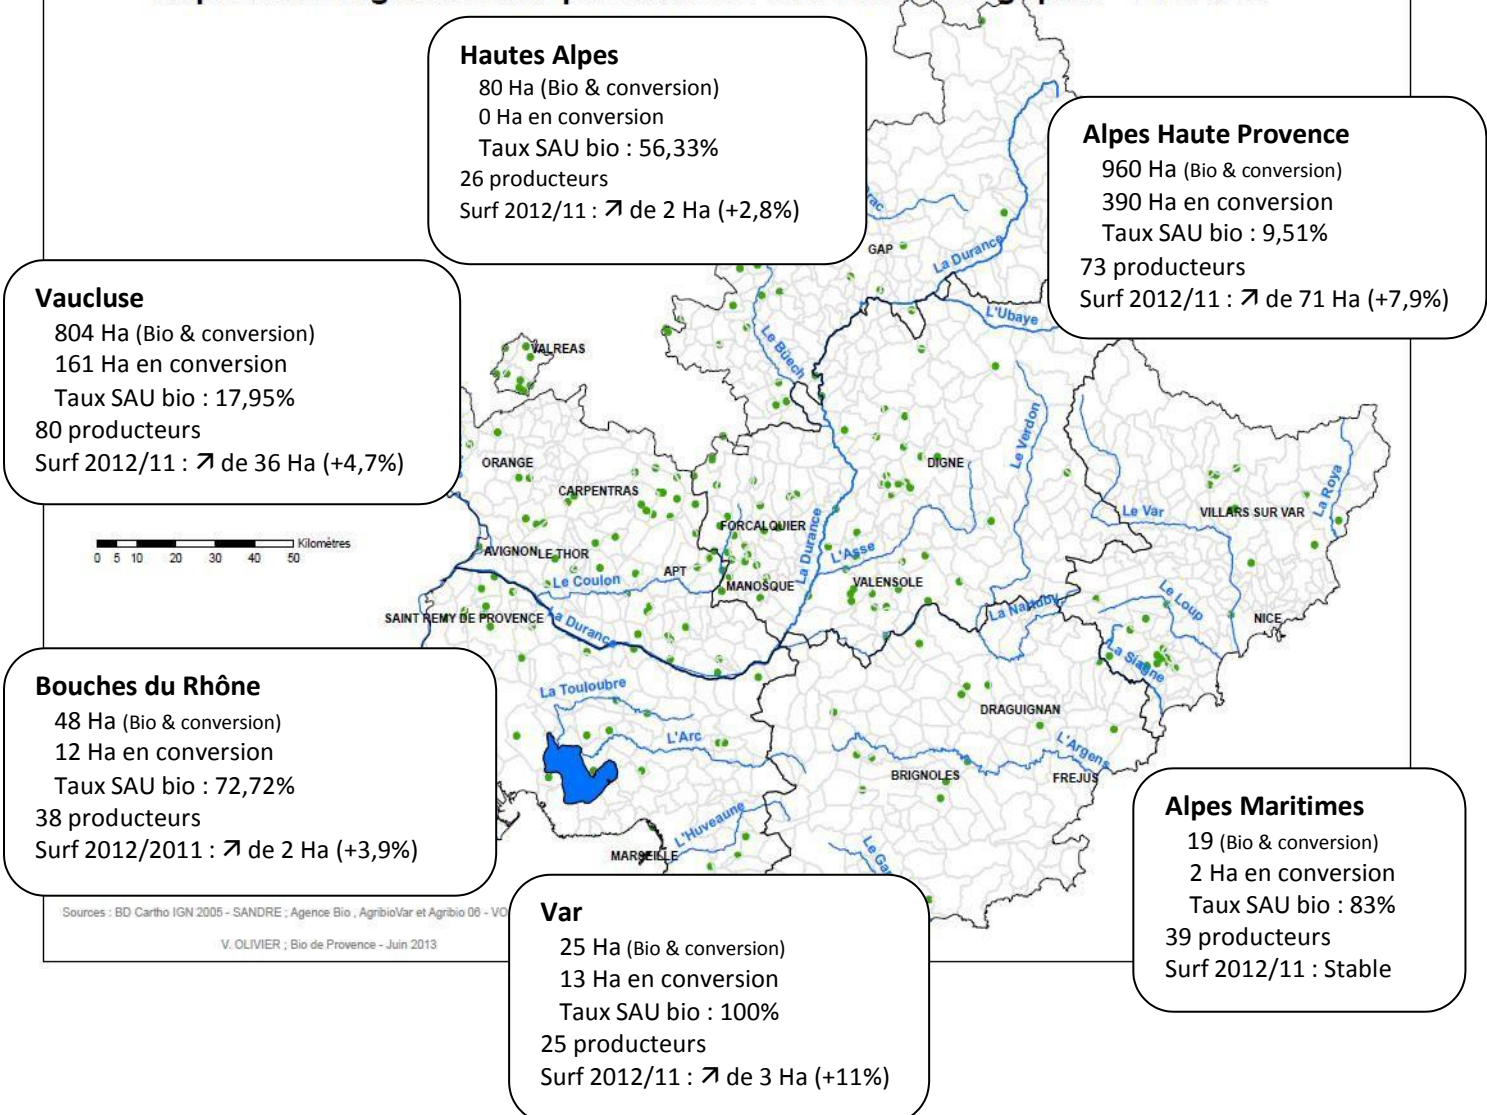 Hautes Alpes
80 Ha (Bio & conversion)
0 Ha en conversion
Taux SAU bio : 56,33%
26 producteurs
Surf 2012/11 : ↗ de 2 Ha (+2,8%)
Alpes Haute Provence
960 Ha (Bio & conversion)
390 Ha en conversion
Taux SAU bio : 9,51%
73 producteurs
Surf 2012/11 : ↗ de 71 Ha (+7,9%)
Vaucluse
804 Ha (Bio & conversion)
161 Ha en conversion
Taux SAU bio : 17,95%
80 producteurs
Surf 2012/11 : ↗ de 36 Ha (+4,7%)
GAP
La Durance
L'Ubaye
Le Büech
VALREAS
Le Verdon
ORANGE
CARPENTRAS
DIGNE
La Roya
FORCALQUIER
La Durance
Le Var
VILLARS SUR VAR
0 5 10 20 30 40 50 Kilomètres
AVIGNON
LE THOR
L'Asse
APT
Le Coulon
MANOSQUE
VALENSOLE
Le Loup
La Nartuby
SAINT REMY DE PROVENCE
La Durance
NICE
La Siagne
Bouches du Rhône
48 Ha (Bio & conversion)
12 Ha en conversion
Taux SAU bio : 72,72%
38 producteurs
Surf 2012/2011 : ↗ de 2 Ha (+3,9%)
La Touloubre
L'Arc
DRAGUIGNAN
L'Argens
BRIGNOLES
FREJUS
L'Huveaune
MARSEILLE
Alpes Maritimes
19 (Bio & conversion)
2 Ha en conversion
Taux SAU bio : 83%
39 producteurs
Surf 2012/11 : Stable
Sources : BD Cartho IGN 2005 - SANDRE ; Agence Bio , AgribioVar et Agribio 06 - VO
V. OLIVIER ; Bio de Provence - Juin 2013
Var
25 Ha (Bio & conversion)
13 Ha en conversion
Taux SAU bio : 100%
25 producteurs
Surf 2012/11 : ↗ de 3 Ha (+11%)